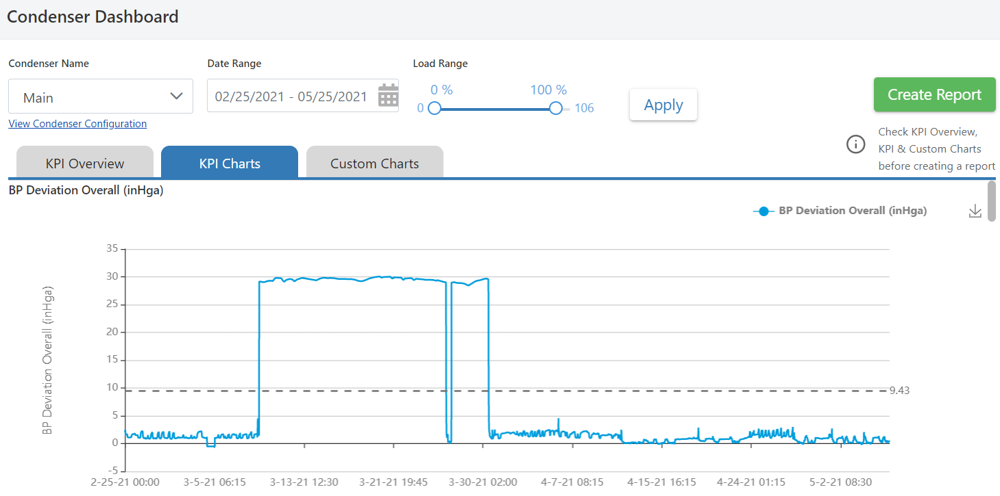 Condenser Dashboard
Condenser Name
Date Range
Load Range
Main
02/25/2021 - 05/25/2021
0 %
100 %
0
106
Apply
Create Report
View Condenser Configuration
Check KPI Overview,
KPI & Custom Charts
before creating a report
KPI Overview
KPI Charts
Custom Charts
BP Deviation Overall (inHga)
BP Deviation Overall (inHga)
BP Deviation Overall (inHga)
35
30
25
20
15
10
5
0
-5
9.43
2-25-21 00:00
3-5-21 06:15
3-13-21 12:30
3-21-21 19:45
3-30-21 02:00
4-7-21 08:15
4-15-21 16:15
4-24-21 01:15
5-2-21 08:30